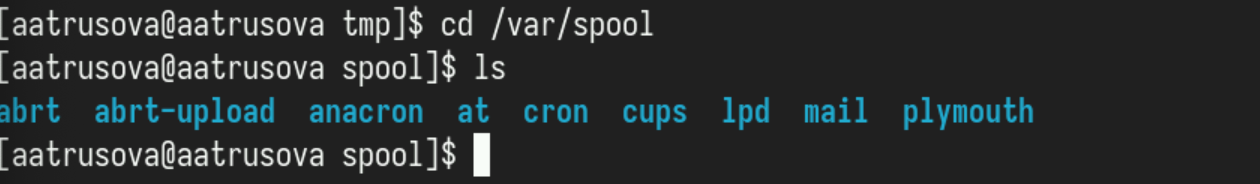 [aatrusova@aatrusova tmp]$ cd /var/spool
[aatrusova@aatrusova spool]$ ls
abrt  abrt-upload  anacron  at  cron  cups  lpd  mail  plymouth
[aatrusova@aatrusova spool]$